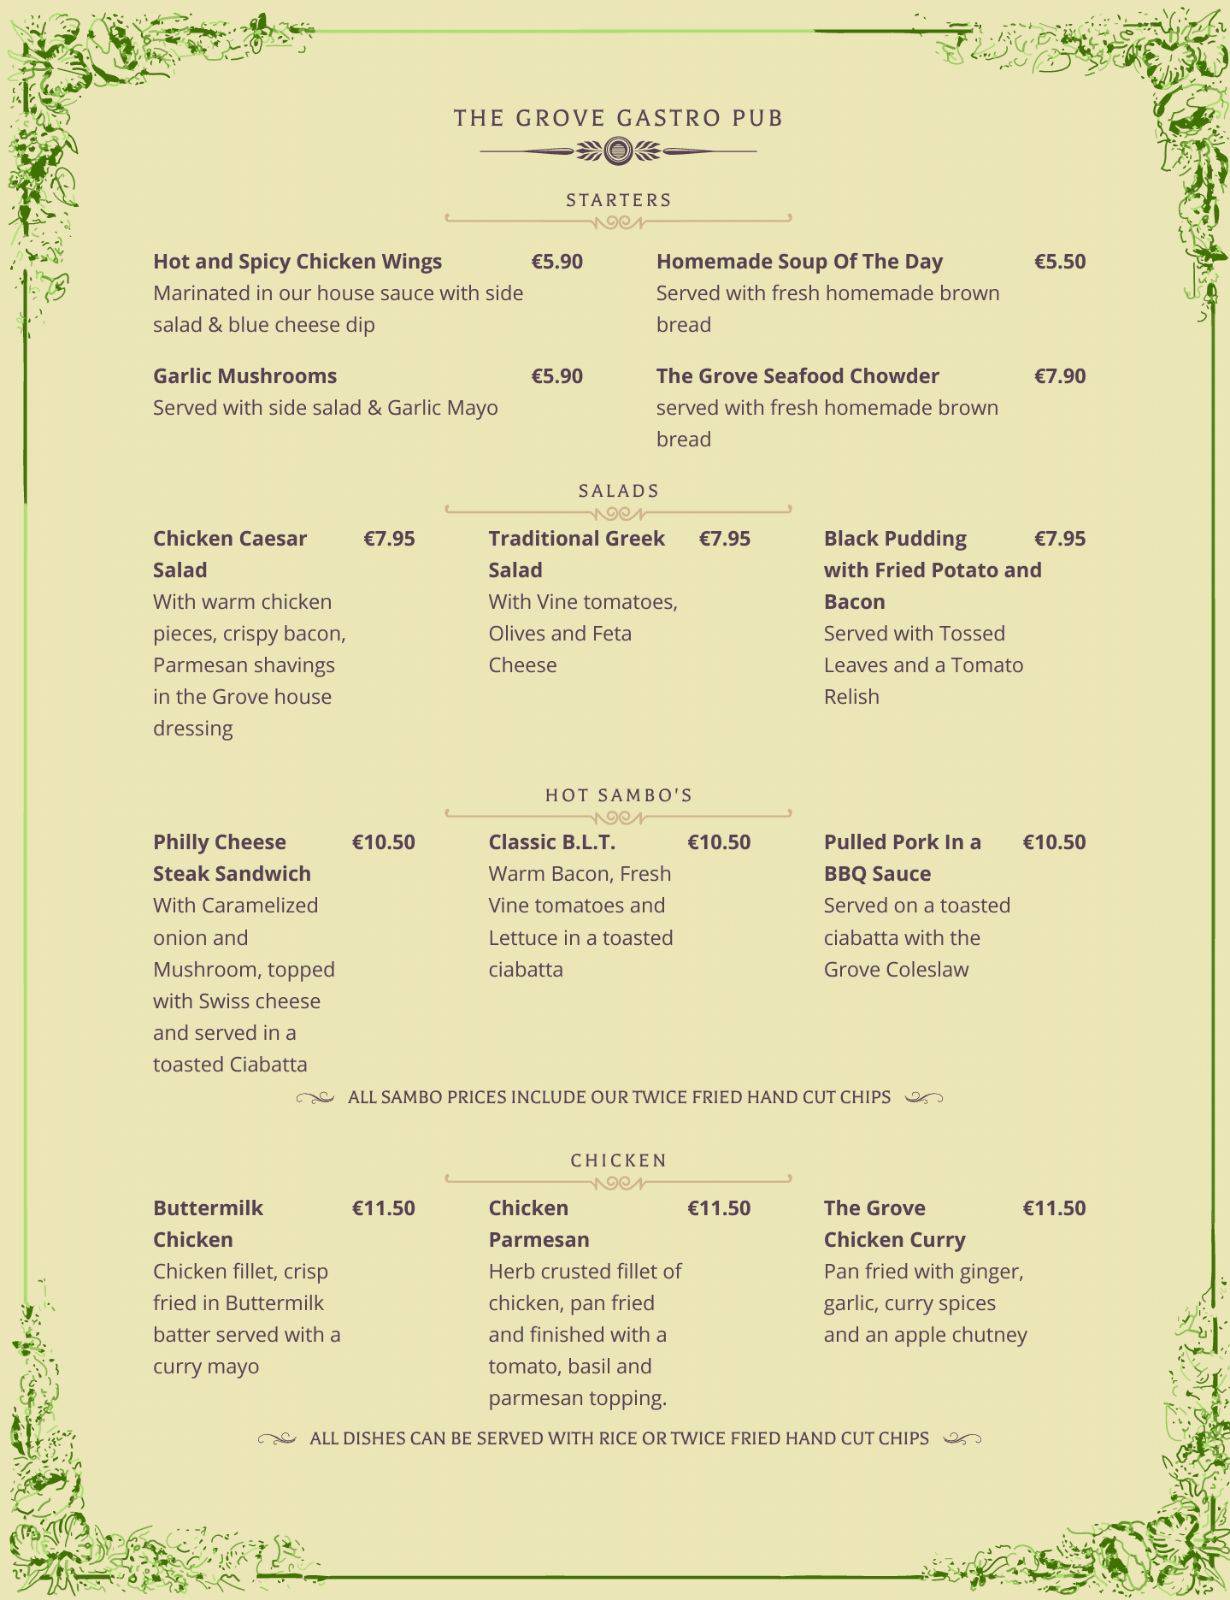 THE GROVE GASTRO PUB
STARTERS
Hot and Spicy Chicken Wings €5.90
Marinated in our house sauce with side
salad & blue cheese dip
Homemade Soup Of The Day €5.50
Served with fresh homemade brown
bread
Garlic Mushrooms €5.90
Served with side salad & Garlic Mayo
The Grove Seafood Chowder €7.90
served with fresh homemade brown
bread
SALADS
Chicken Caesar €7.95
Salad
With warm chicken
pieces, crispy bacon,
Parmesan shavings
in the Grove house
dressing
Traditional Greek €7.95
Salad
With Vine tomatoes,
Olives and Feta
Cheese
Black Pudding €7.95
with Fried Potato and
Bacon
Served with Tossed
Leaves and a Tomato
Relish
HOT SAMBO'S
Philly Cheese €10.50
Steak Sandwich
With Caramelized
onion and
Mushroom, topped
with Swiss cheese
and served in a
toasted Ciabatta
Classic B.L.T. €10.50
Warm Bacon, Fresh
Vine tomatoes and
Lettuce in a toasted
ciabatta
Pulled Pork In a €10.50
BBQ Sauce
Served on a toasted
ciabatta with the
Grove Coleslaw
ALL SAMBO PRICES INCLUDE OUR TWICE FRIED HAND CUT CHIPS
CHICKEN
Buttermilk €11.50
Chicken
Chicken fillet, crisp
fried in Buttermilk
batter served with a
curry mayo
Chicken €11.50
Parmesan
Herb crusted fillet of
chicken, pan fried
and finished with a
tomato, basil and
parmesan topping.
The Grove €11.50
Chicken Curry
Pan fried with ginger,
garlic, curry spices
and an apple chutney
ALL DISHES CAN BE SERVED WITH RICE OR TWICE FRIED HAND CUT CHIPS